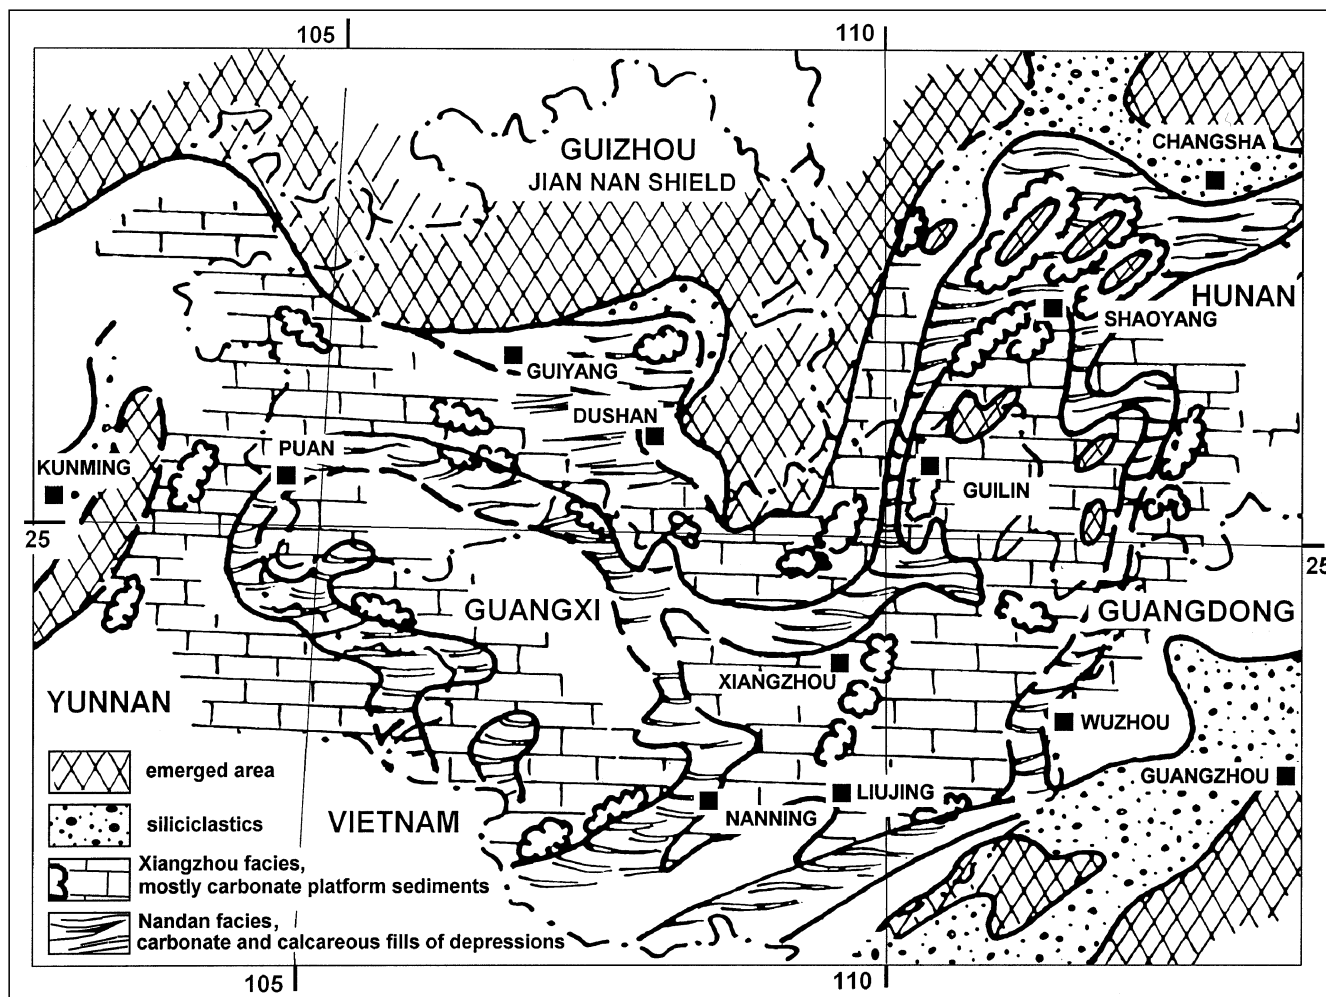 105
110
CHANGSHA
GUIZHOU
JIAN NAN SHIELD
HUNAN
SHAOYANG
GUIYANG
DUSHAN
PUAN
KUNMING
GUILIN
25
25
GUANGXI
GUANGDONG
XIANGZHOU
YUNNAN
WUZHOU
GUANGZHOU
LIUJING
NANNING
VIETNAM
emerged area
siliciclastics
Xiangzhou facies,
mostly carbonate platform sediments
Nandan facies,
carbonate and calcareous fills of depressions
105
110